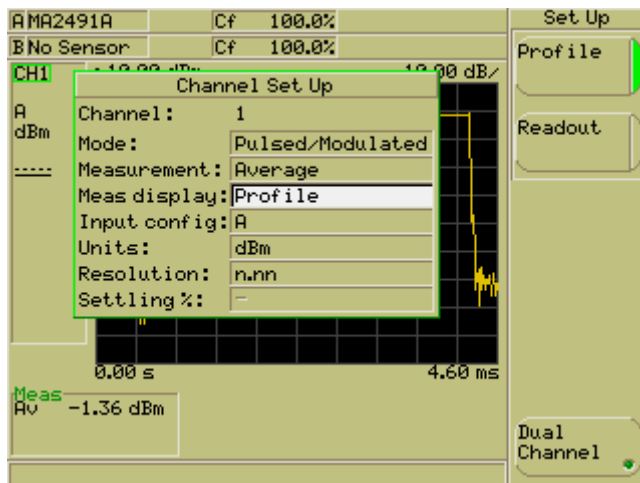 A MA2491A Cf 100.0% Set Up
B No Sensor Cf 100.0%
Profile
CH1 10.00 dB/
Channel Set Up
A
dBm
Channel: 1
Mode: Pulsed/Modulated
Readout
Measurement: Average
Meas display: Profile
Input config: A
Units: dBm
Resolution: n.nn
Settling %: –
0.00 s 4.60 ms
Meas
Av -1.36 dBm
Dual
Channel